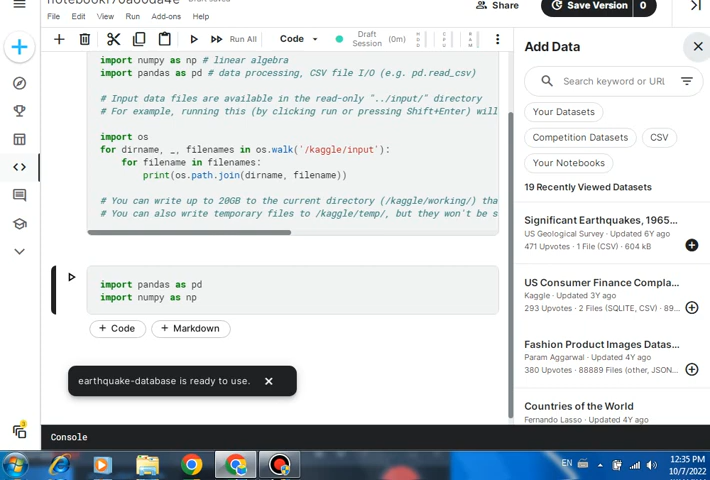 File Edit View Run Add-ons Help
Share
Save Version 0
Run All
Code
Draft Session (0m)
import numpy as np # linear algebra
import pandas as pd # data processing, CSV file I/O (e.g. pd.read_csv)
# Input data files are available in the read-only "../input/" directory
# For example, running this (by clicking run or pressing Shift+Enter) will
import os
for dirname, _, filenames in os.walk('/kaggle/input'):
for filename in filenames:
print(os.path.join(dirname, filename))
# You can write up to 20GB to the current directory (/kaggle/working/) tha
# You can also write temporary files to /kaggle/temp/, but they won't be s
import pandas as pd
import numpy as np
+ Code
+ Markdown
earthquake-database is ready to use.
Console
Add Data
Search keyword or URL
Your Datasets
Competition Datasets
CSV
Your Notebooks
19 Recently Viewed Datasets
Significant Earthquakes, 1965...
US Geological Survey · Updated 6Y ago
471 Upvotes · 1 File (CSV) · 604 kB
US Consumer Finance Compla...
Kaggle · Updated 3Y ago
293 Upvotes · 2 Files (SQLITE, CSV) · 89...
Fashion Product Images Datas...
Param Aggarwal · Updated 4Y ago
380 Upvotes · 88889 Files (other, JSON...
Countries of the World
Fernando Lasso · Updated 4Y ago
EN
12:35 PM
10/7/2022